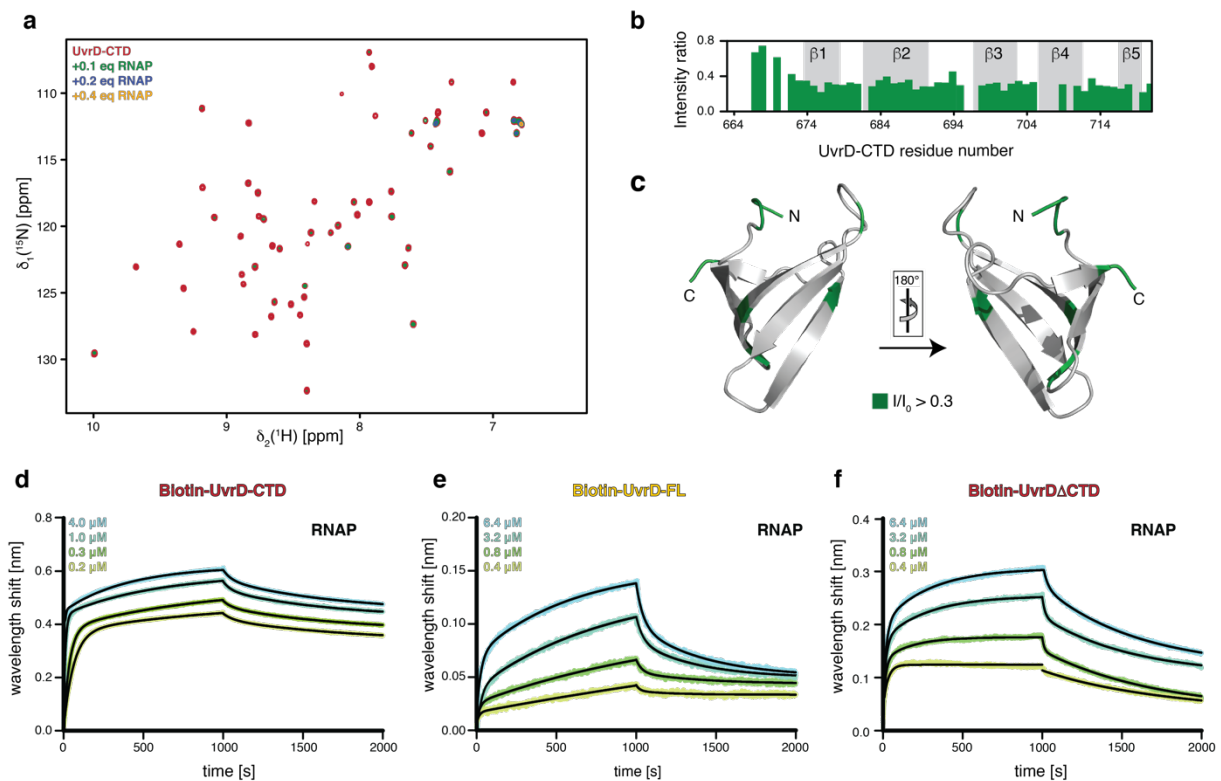 a
UvrD-CTD
+0.1 eq RNAP
+0.2 eq RNAP
+0.4 eq RNAP
110
115
120
125
130
δ₁(¹⁵N) [ppm]
10
9
8
7
δ₂(¹H) [ppm]
b
0.8
0.4
0.0
Intensity ratio
β1
β2
β3
β4
β5
664
674
684
694
704
714
UvrD-CTD residue number
c
N
C
180°
N
C
I/I₀ > 0.3
d
Biotin-UvrD-CTD
4.0 µM
1.0 µM
0.3 µM
0.2 µM
RNAP
0.8
0.6
0.4
0.2
0.0
wavelength shift [nm]
0
500
1000
1500
2000
time [s]
e
Biotin-UvrD-FL
6.4 µM
3.2 µM
0.8 µM
0.4 µM
RNAP
0.20
0.15
0.10
0.05
0.00
wavelength shift [nm]
0
500
1000
1500
2000
time [s]
f
Biotin-UvrDΔCTD
6.4 µM
3.2 µM
0.8 µM
0.4 µM
RNAP
0.4
0.3
0.2
0.1
0.0
wavelength shift [nm]
0
500
1000
1500
2000
time [s]